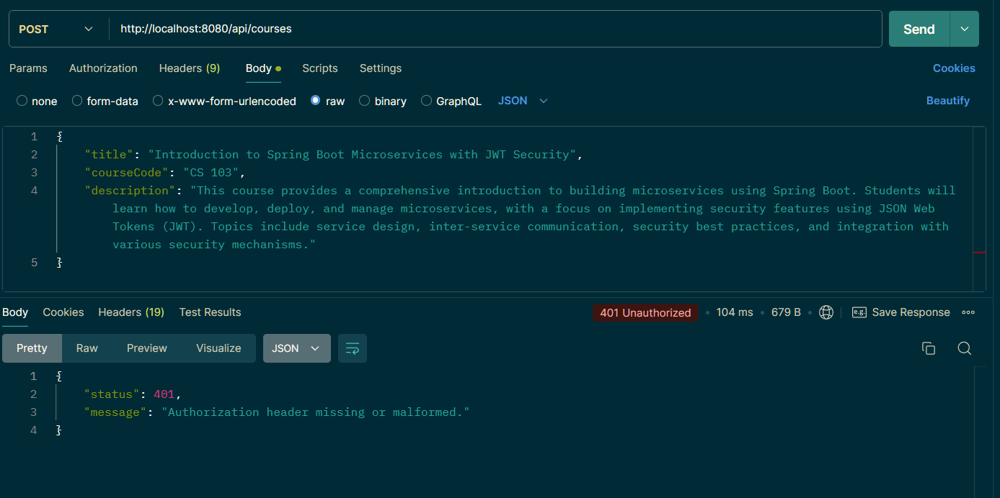 POST http://localhost:8080/api/courses Send
Params Authorization Headers (9) Body Scripts Settings Cookies
none form-data x-www-form-urlencoded raw binary GraphQL JSON Beautify
1 {
2 "title": "Introduction to Spring Boot Microservices with JWT Security",
3 "courseCode": "CS 103",
4 "description": "This course provides a comprehensive introduction to building microservices using Spring Boot. Students will
learn how to develop, deploy, and manage microservices, with a focus on implementing security features using JSON Web
Tokens (JWT). Topics include service design, inter-service communication, security best practices, and integration with
various security mechanisms."
5 }
Body Cookies Headers (19) Test Results 401 Unauthorized 104 ms 679 B e.g. Save Response
Pretty Raw Preview Visualize JSON
1 {
2 "status": 401,
3 "message": "Authorization header missing or malformed."
4 }